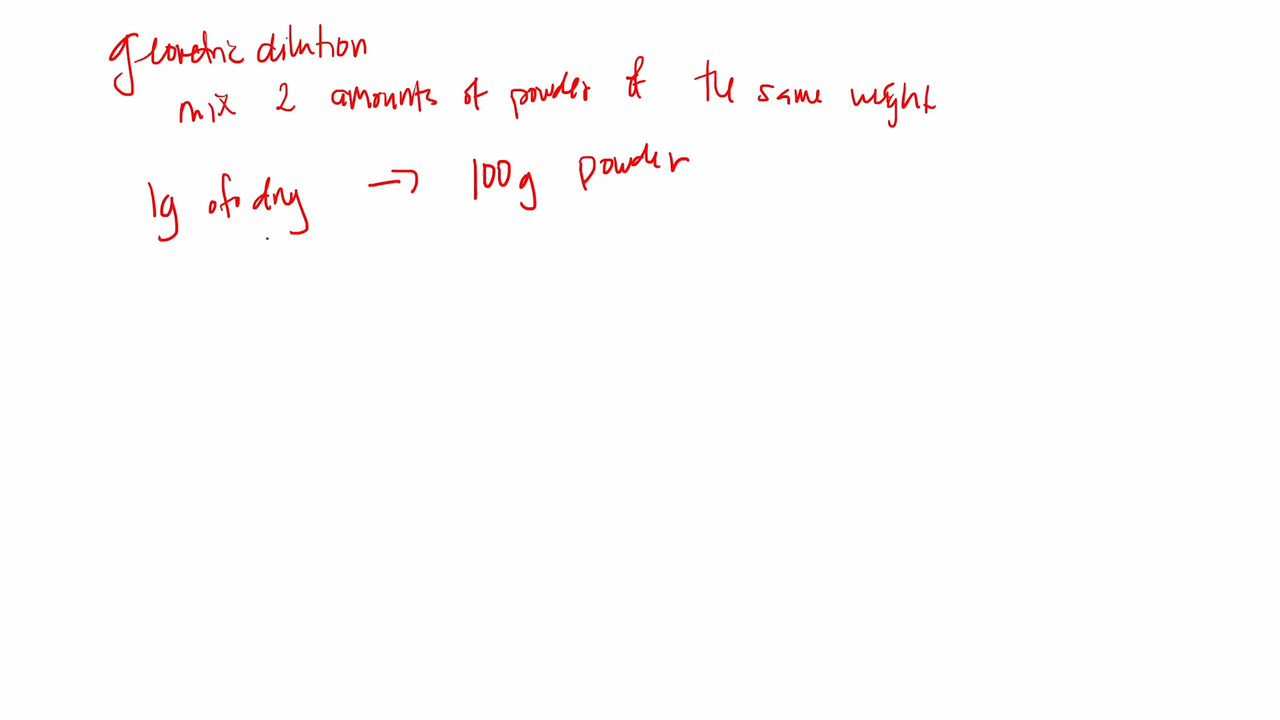 geometric dilution
mix 2 amounts of powder of the same weight
1g of drug → 100g powder